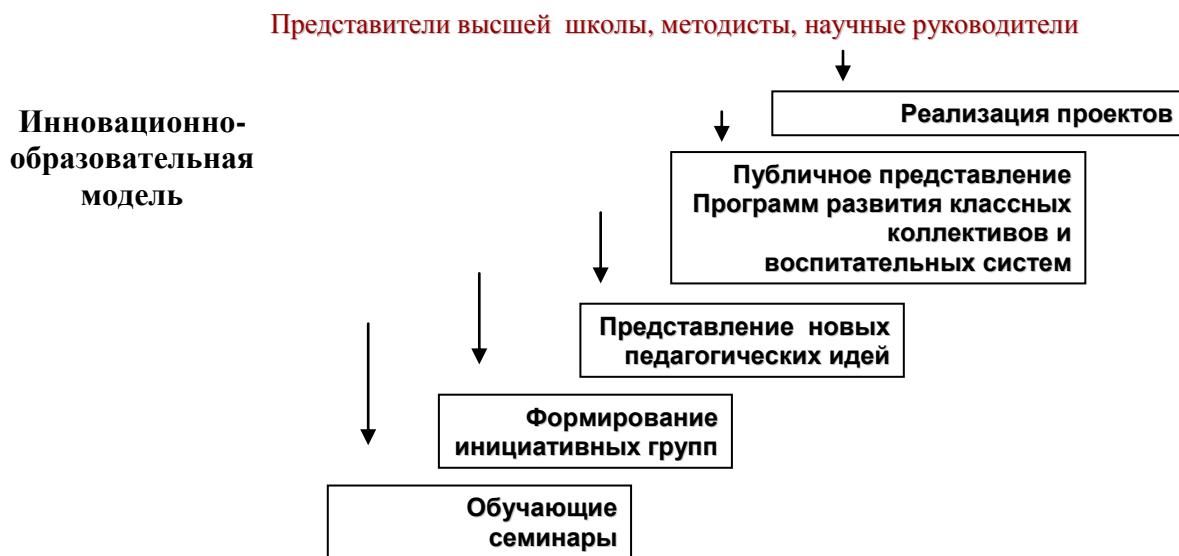 Представители высшей школы, методисты, научные руководители
Инновационно-
образовательная
модель
Реализация проектов
Публичное представление
Программ развития классных
коллективов и
воспитательных систем
Представление новых
педагогических идей
Формирование
инициативных групп
Обучающие
семинары